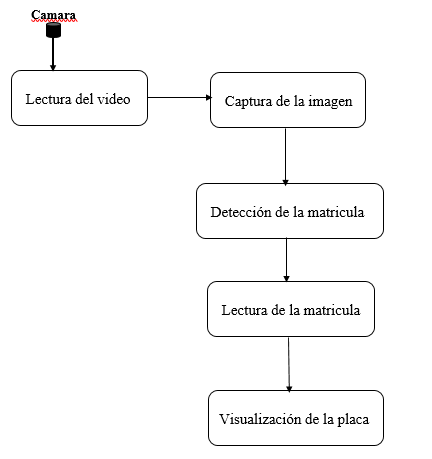 Camara
Lectura del video
Captura de la imagen
Detección de la matricula
Lectura de la matricula
Visualización de la placa